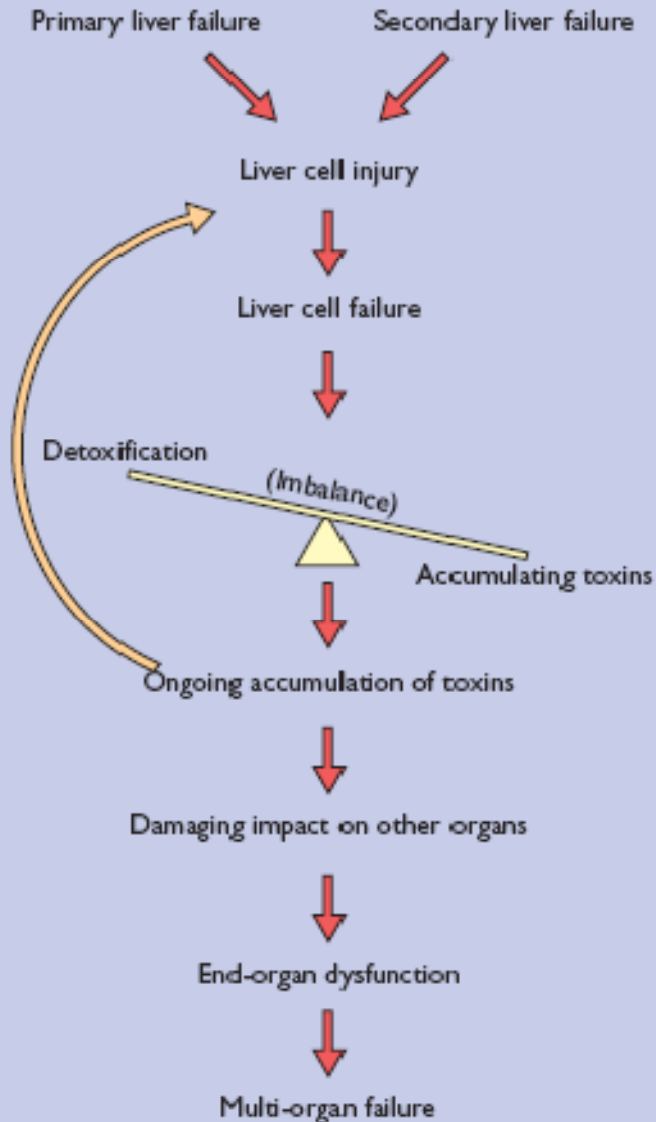 Primary liver failure
Secondary liver failure
Liver cell injury
Liver cell failure
Detoxification
(Imbalance)
Accumulating toxins
Ongoing accumulation of toxins
Damaging impact on other organs
End-organ dysfunction
Multi-organ failure